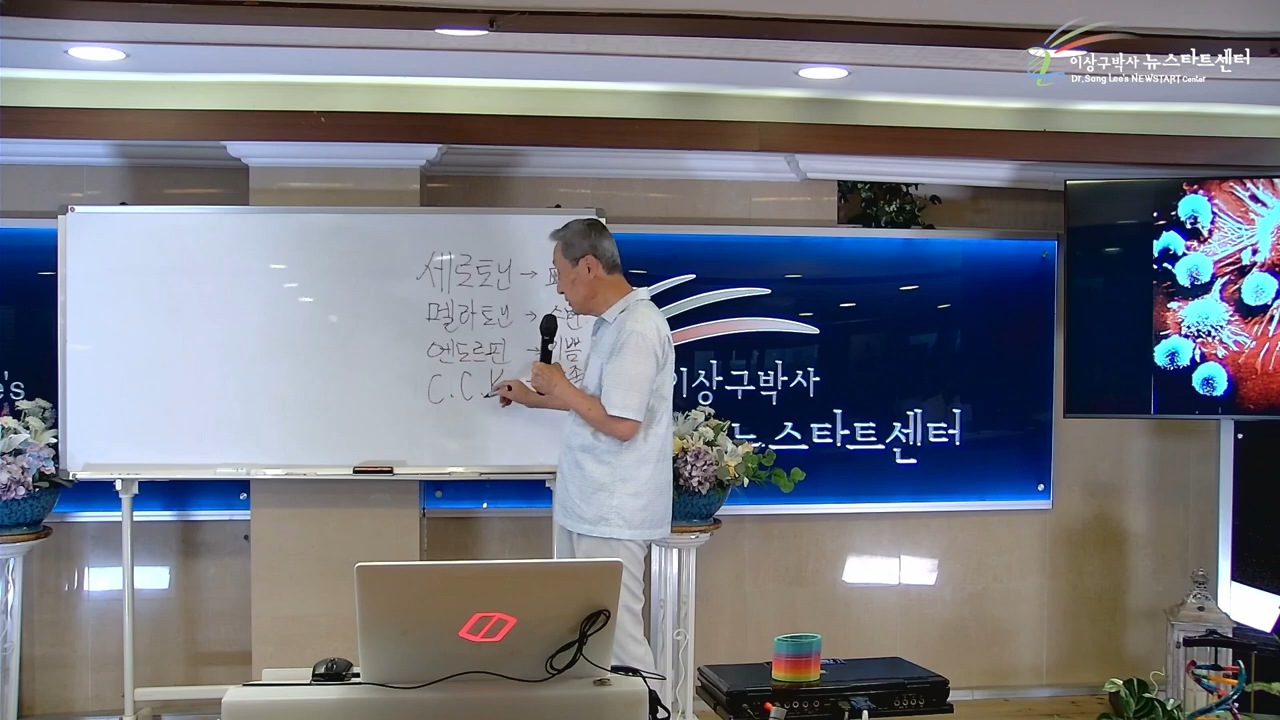 이상구박사 뉴스타트센터
Dr. Sang Lee's NEWSTART Center
세로토닌 →
멜라토닌 → 수면
엔도르핀 → 기쁨
C.C.K
이상구박사
뉴스타트센터
e's